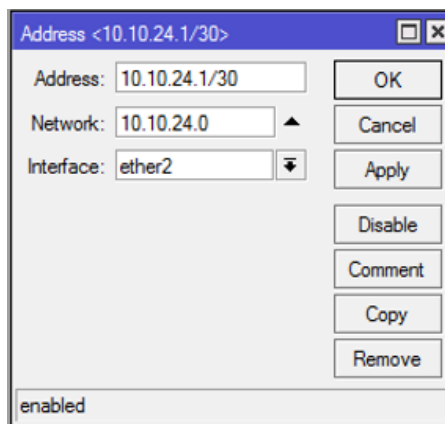 Address <10.10.24.1/30>
Address: 10.10.24.1/30
OK
Network: 10.10.24.0
Cancel
Interface: ether2
Apply
Disable
Comment
Copy
Remove
enabled